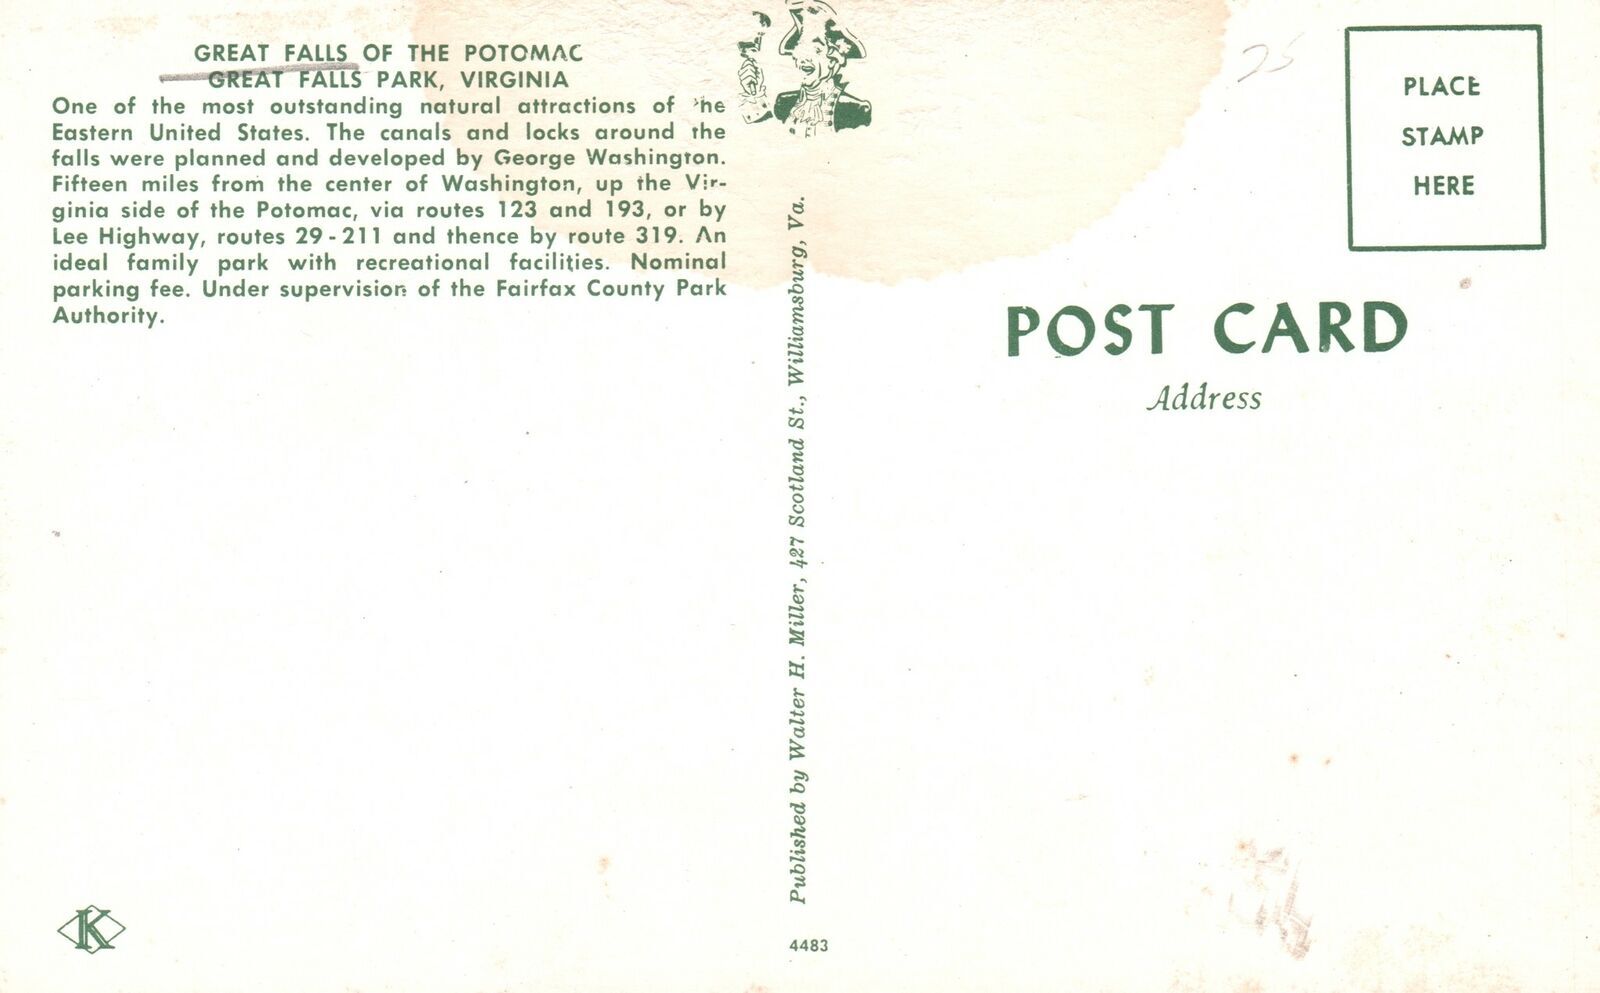 GREAT FALLS OF THE POTOMAC
GREAT FALLS PARK, VIRGINIA
One of the most outstanding natural attractions of the
Eastern United States. The canals and locks around the
falls were planned and developed by George Washington.
Fifteen miles from the center of Washington, up the Vir-
ginia side of the Potomac, via routes 123 and 193, or by
Lee Highway, routes 29-211 and thence by route 319. An
ideal family park with recreational facilities. Nominal
parking fee. Under supervision of the Fairfax County Park
Authority.
K
Published by Walter H. Miller, 427 Scotland St., Williamsburg, Va.
4483
25
PLACE
STAMP
HERE
POST CARD
Address